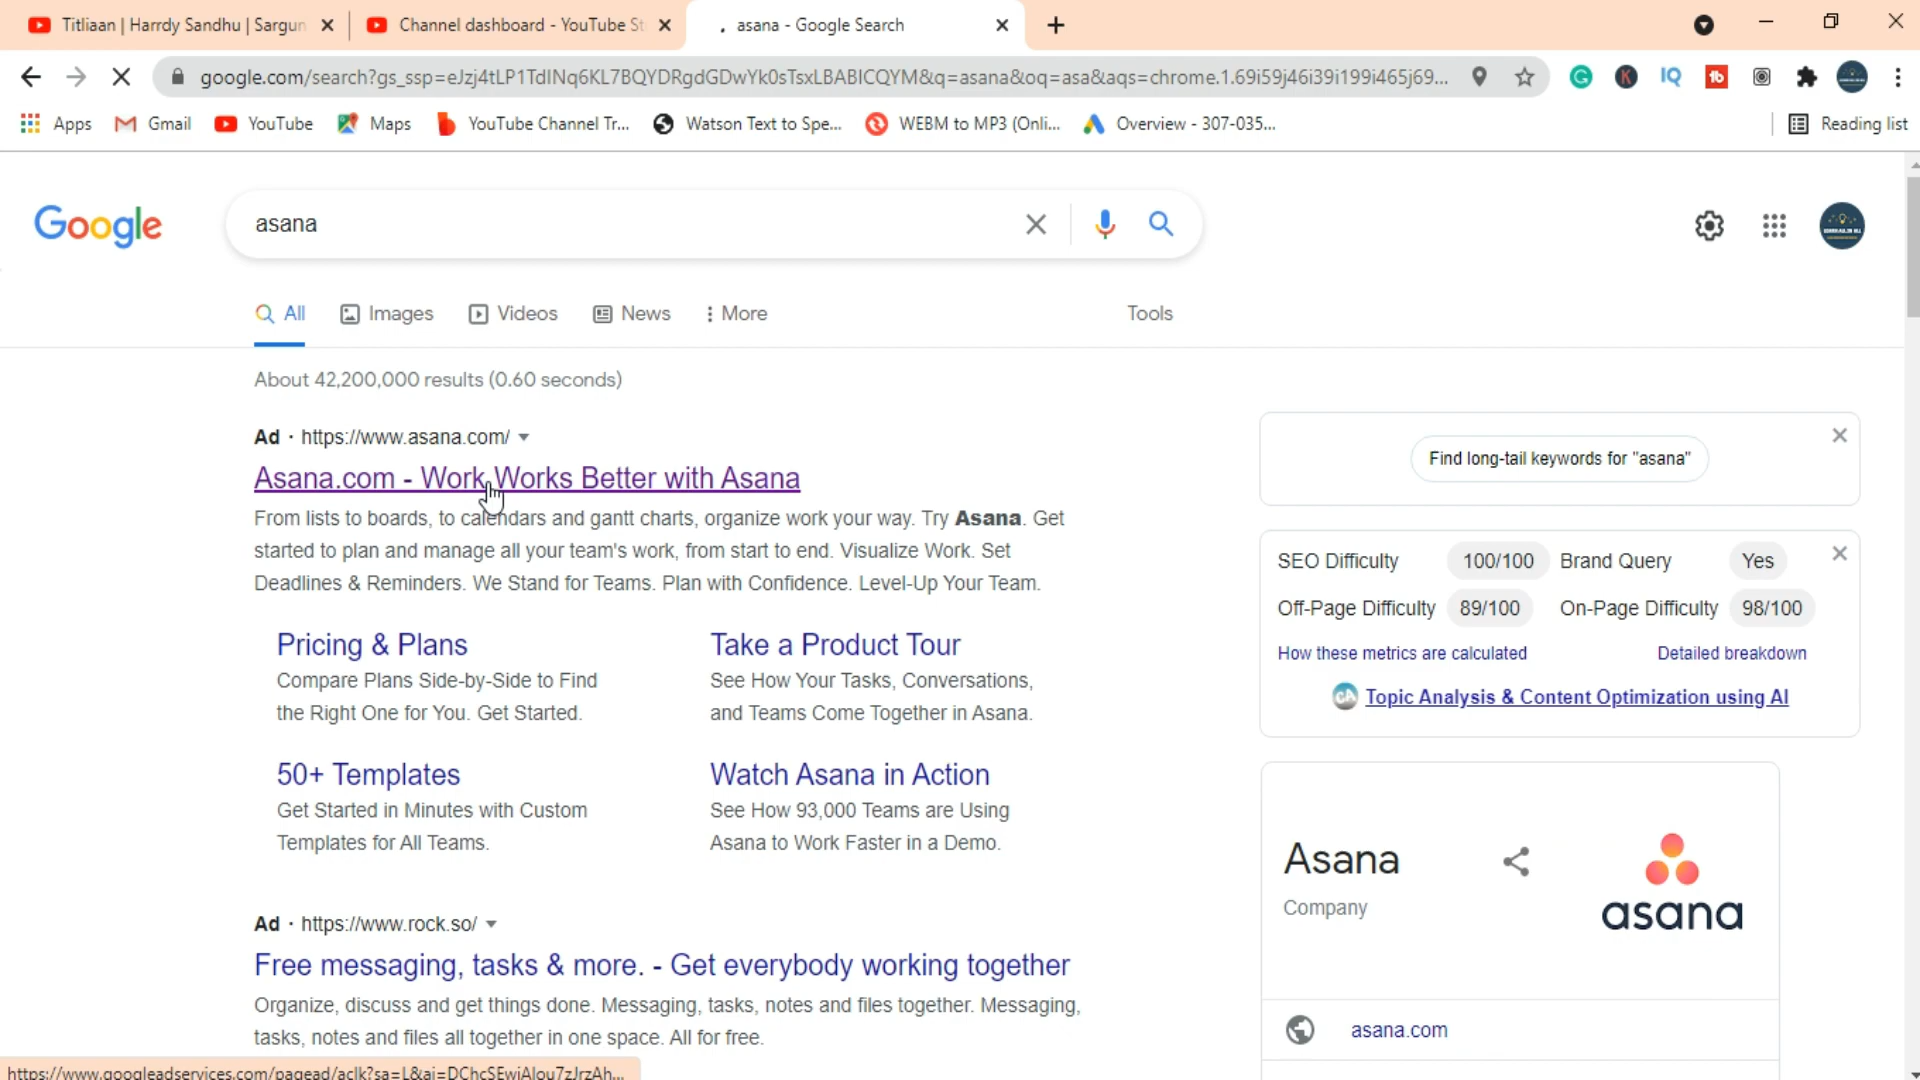 Titliaan | Harrdy Sandhu | Sargun
Channel dashboard - YouTube St
asana - Google Search
google.com/search?gs_ssp=eJzj4tLP1TdINq6KL7BQYDRgdGDwYk0sTsxLBABICQYM&q=asana&oq=asa&aqs=chrome.1.69i59j46i39i199i465j69...
Apps
Gmail
YouTube
Maps
YouTube Channel Tr...
Watson Text to Spe...
WEBM to MP3 (Onli...
Overview - 307-035...
Reading list
Google
asana
All
Images
Videos
News
More
Tools
About 42,200,000 results (0.60 seconds)
Ad · https://www.asana.com/
Asana.com - Work Works Better with Asana
From lists to boards, to calendars and gantt charts, organize work your way. Try Asana. Get
started to plan and manage all your team's work, from start to end. Visualize Work. Set
Deadlines & Reminders. We Stand for Teams. Plan with Confidence. Level-Up Your Team.
Pricing & Plans
Compare Plans Side-by-Side to Find
the Right One for You. Get Started.
Take a Product Tour
See How Your Tasks, Conversations,
and Teams Come Together in Asana.
50+ Templates
Get Started in Minutes with Custom
Templates for All Teams.
Watch Asana in Action
See How 93,000 Teams are Using
Asana to Work Faster in a Demo.
Ad · https://www.rock.so/
Free messaging, tasks & more. - Get everybody working together
Organize, discuss and get things done. Messaging, tasks, notes and files together. Messaging,
tasks, notes and files all together in one space. All for free.
Find long-tail keywords for "asana"
SEO Difficulty 100/100 Brand Query Yes
Off-Page Difficulty 89/100 On-Page Difficulty 98/100
How these metrics are calculated
Detailed breakdown
Topic Analysis & Content Optimization using AI
Asana
Company
asana
asana.com
https://www.googleadservices.com/pagead/aclk?sa=L&ai=DChcSEwiAlou7zJrzAh...